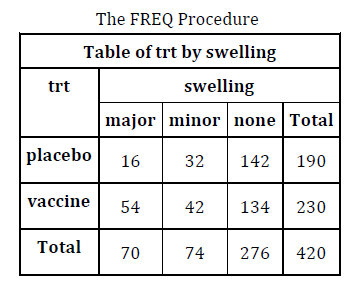 The FREQ Procedure
Table of trt by swelling
trt swelling
major minor none Total
placebo 16 32 142 190
vaccine 54 42 134 230
Total 70 74 276 420